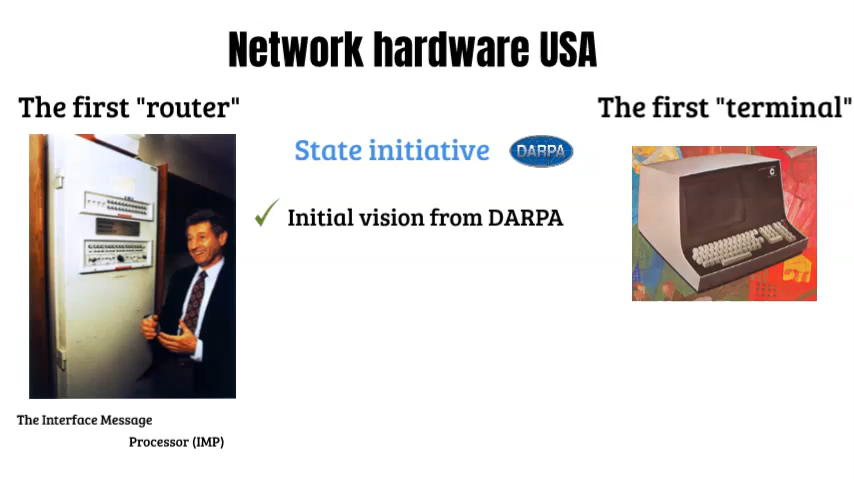 Network hardware USA
The first "router"
The first "terminal"
State initiative
DARPA
Initial vision from DARPA
The Interface Message
Processor (IMP)